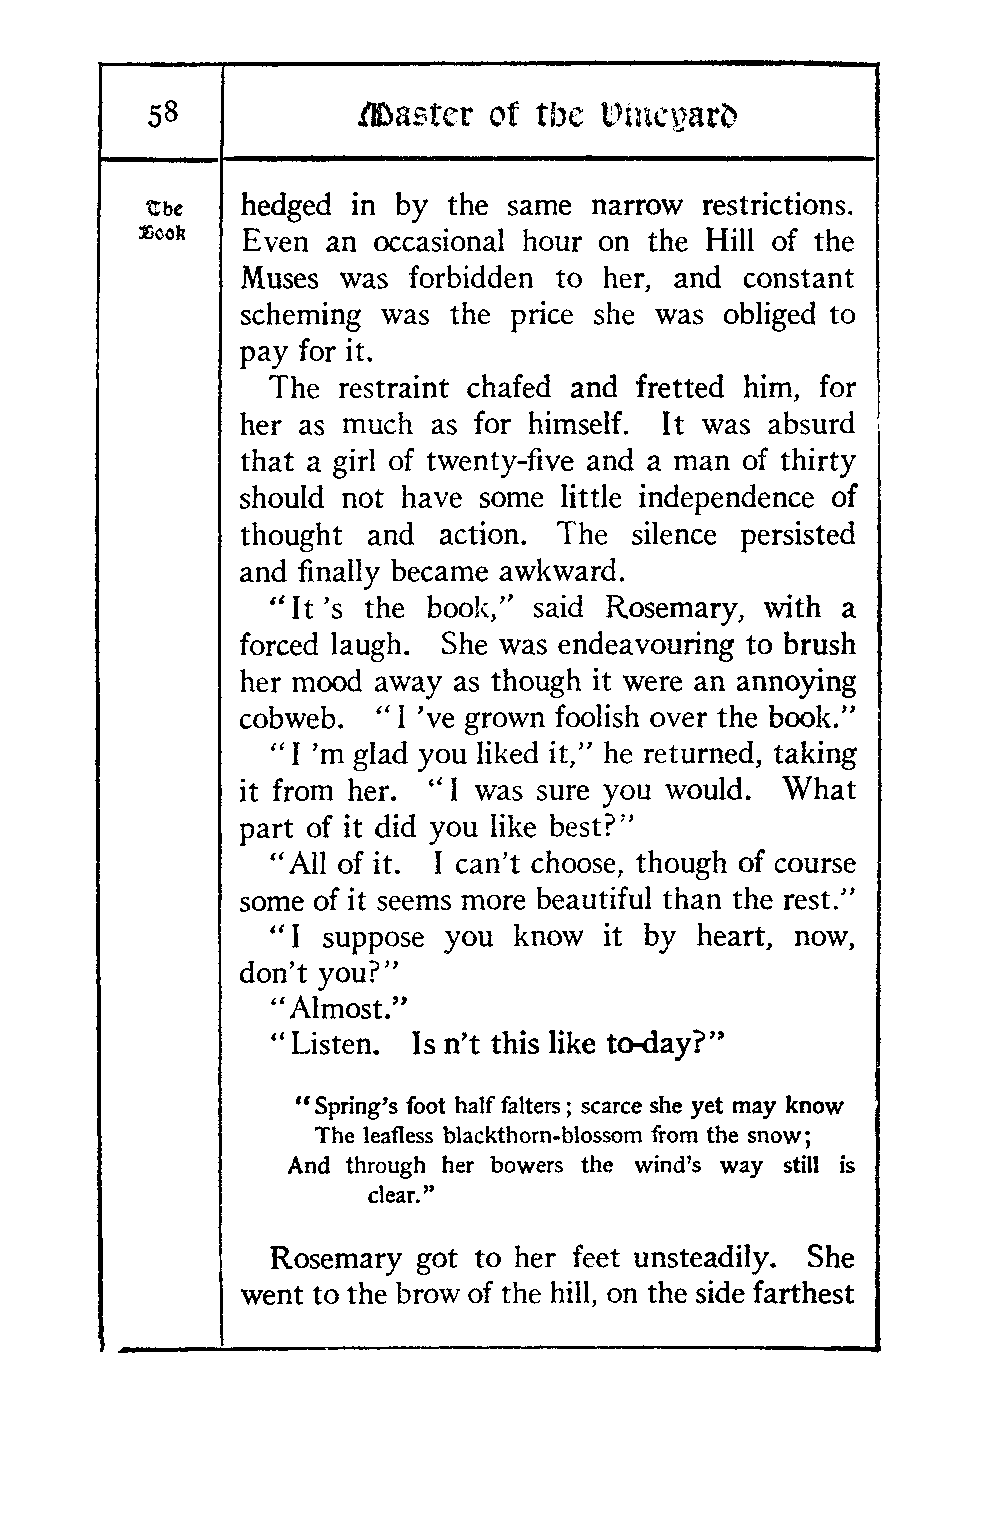 58
Master of the Vineyard
The
Book
hedged in by the same narrow restrictions.
Even an occasional hour on the Hill of the
Muses was forbidden to her, and constant
scheming was the price she was obliged to
pay for it.
The restraint chafed and fretted him, for
her as much as for himself. It was absurd
that a girl of twenty-five and a man of thirty
should not have some little independence of
thought and action. The silence persisted
and finally became awkward.
“It ’s the book,” said Rosemary, with a
forced laugh. She was endeavouring to brush
her mood away as though it were an annoying
cobweb. “I ’ve grown foolish over the book.”
“I ’m glad you liked it,” he returned, taking
it from her. “I was sure you would. What
part of it did you like best?”
“All of it. I can’t choose, though of course
some of it seems more beautiful than the rest.”
“I suppose you know it by heart, now,
don’t you?”
“Almost.”
“Listen. Is n’t this like to-day?”
“Spring’s foot half falters; scarce she yet may know
The leafless blackthorn-blossom from the snow;
And through her bowers the wind’s way still is
clear.”
Rosemary got to her feet unsteadily. She
went to the brow of the hill, on the side farthest